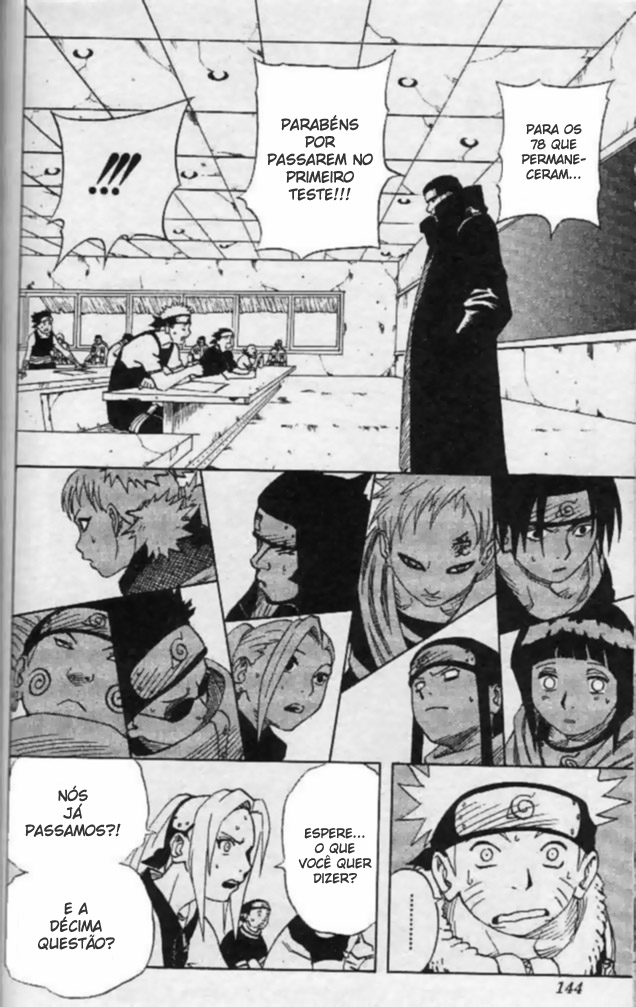 PARA OS
78 QUE
PERMANE-
CERAM...
PARABÉNS
POR
PASSAREM NO
PRIMEIRO
TESTE!!!
!!!!
ESPERE...
O QUE
VOCÊ QUER
DIZER?
NÓS
JÁ
PASSAMOS?!
E A
DÉCIMA
QUESTÃO?
.........
144